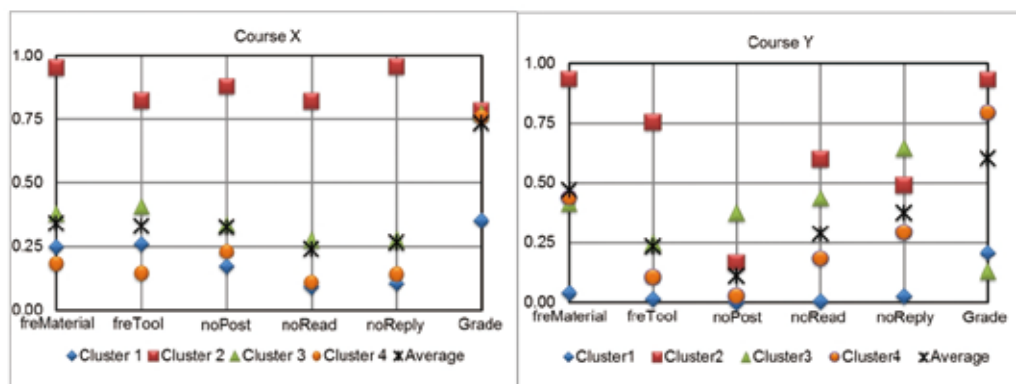 Course X
1.00
0.75
0.50
0.25
0.00
freMaterial freTool noPost noRead noReply Grade
Cluster 1 Cluster 2 Cluster 3 Cluster 4 Average
Course Y
1.00
0.75
0.50
0.25
0.00
freMaterial freTool noPost noRead noReply Grade
Cluster1 Cluster2 Cluster3 Cluster4 Average